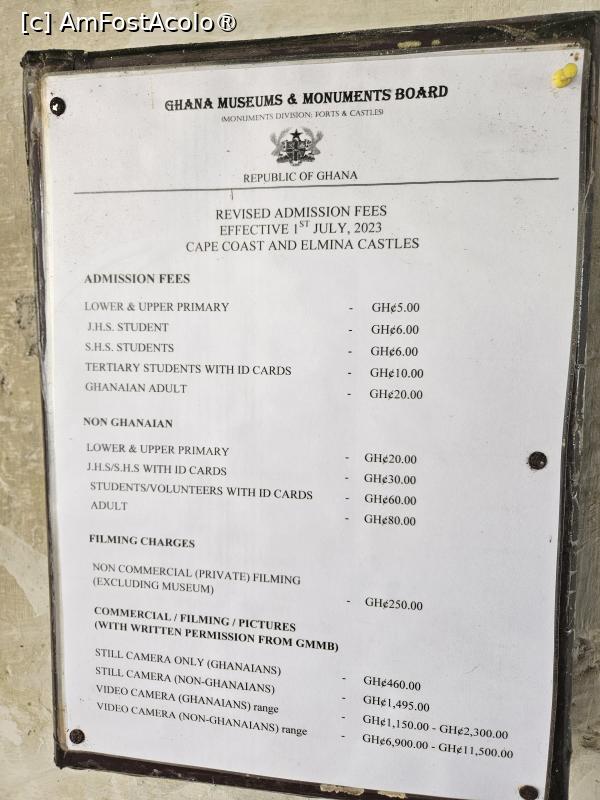 [c] AmFostAcolo®
GHANA MUSEUMS & MONUMENTS BOARD
(MONUMENTS DIVISION: FORTS & CASTLES)
REPUBLIC OF GHANA
REVISED ADMISSION FEES
EFFECTIVE 1ST JULY, 2023
CAPE COAST AND ELMINA CASTLES
ADMISSION FEES
LOWER & UPPER PRIMARY - GH¢5.00
J.H.S. STUDENT - GH¢6.00
S.H.S. STUDENTS - GH¢6.00
TERTIARY STUDENTS WITH ID CARDS - GH¢10.00
GHANAIAN ADULT - GH¢20.00
NON GHANAIAN
LOWER & UPPER PRIMARY - GH¢20.00
J.H.S/S.H.S WITH ID CARDS - GH¢30.00
STUDENTS/VOLUNTEERS WITH ID CARDS - GH¢60.00
ADULT - GH¢80.00
FILMING CHARGES
NON COMMERCIAL (PRIVATE) FILMING
(EXCLUDING MUSEUM) - GH¢250.00
COMMERCIAL / FILMING / PICTURES
(WITH WRITTEN PERMISSION FROM GMMB)
STILL CAMERA ONLY (GHANAIANS) - GH¢460.00
STILL CAMERA (NON-GHANAIANS) - GH¢1,495.00
VIDEO CAMERA (GHANAIANS) range - GH¢1,150.00 - GH¢2,300.00
VIDEO CAMERA (NON-GHANAIANS) range - GH¢6,900.00 - GH¢11,500.00